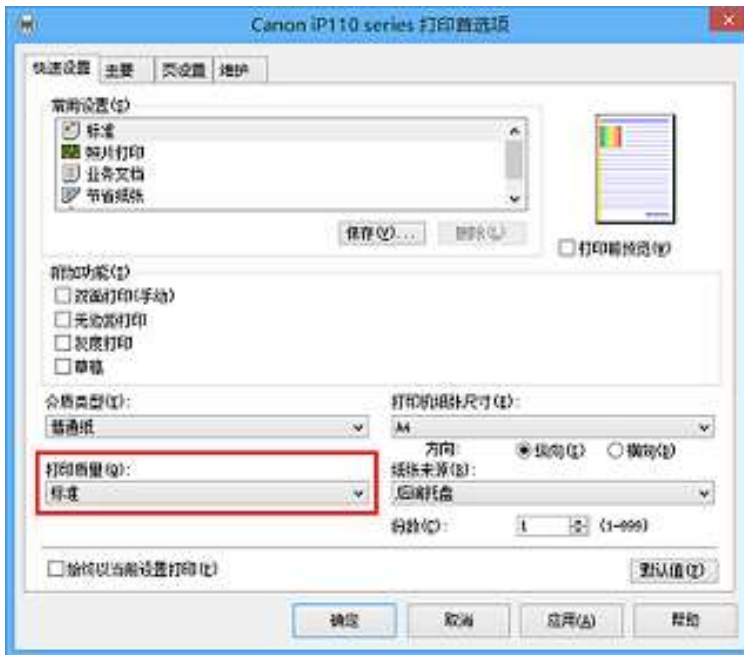 Canon iP110 series 打印首选项
快速设置 主要 页设置 维护
常用设置(S)
标准
照片打印
业务文档
节省纸张
保存(V)... 删除
打印前预览(W)
附加功能(T)
双面打印(手动)
无边距打印
灰度打印
草稿
介质类型(Y): 打印机纸张尺寸(E):
普通纸 A4
方向: 纵向 横向
打印质量(Q): 纸张来源(B):
标准 后端托盘
份数(C): 1 (1-999)
始终以当前设置打印 默认值
确定 取消 应用(A) 帮助